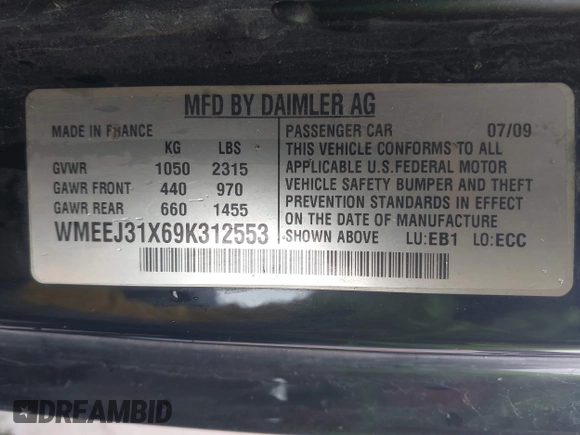 MFD BY DAIMLER AG
MADE IN FRANCE
KG LBS
GVWR 1050 2315
GAWR FRONT 440 970
GAWR REAR 660 1455
WMEEJ31X69K312553
PASSENGER CAR 07/09
THIS VEHICLE CONFORMS TO ALL
APPLICABLE U.S.FEDERAL MOTOR
VEHICLE SAFETY BUMPER AND THEFT
PREVENTION STANDARDS IN EFFECT
ON THE DATE OF MANUFACTURE
SHOWN ABOVE LU:EB1 LO:ECC
DREAMBID